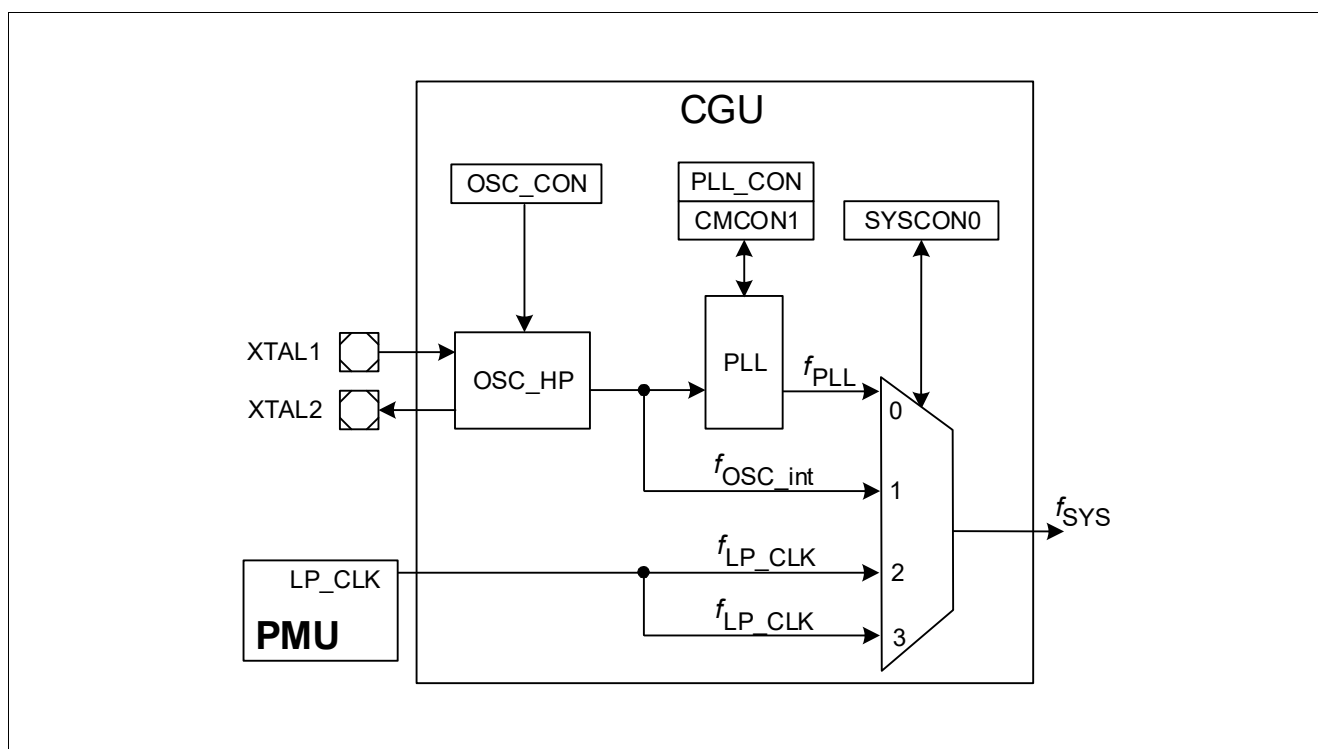 CGU
OSC_CON
PLL_CON
CMCON1
SYSCON0
XTAL1
XTAL2
OSC_HP
PLL
fPLL
0
fOSC_int
1
fSYS
fLP_CLK
2
fLP_CLK
3
LP_CLK
PMU